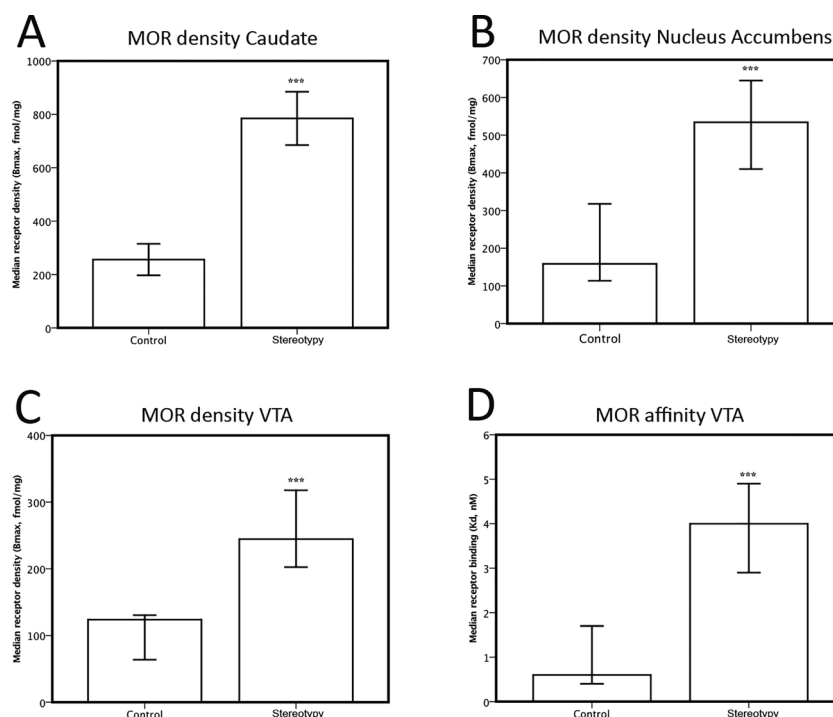 A
MOR density Caudate
Median receptor density (Bmax, fmol/mg)
1000
800
600
400
200
0
***
Control
Stereotypy
B
MOR density Nucleus Accumbens
Median receptor density (Bmax, fmol/mg)
700
600
500
400
300
200
100
0
***
Control
Stereotypy
C
MOR density VTA
Median receptor density (Bmax, fmol/mg)
400
300
200
100
0
***
Control
Stereotypy
D
MOR affinity VTA
Median receptor binding (Kd, nM)
6
5
4
3
2
1
0
***
Control
Stereotypy